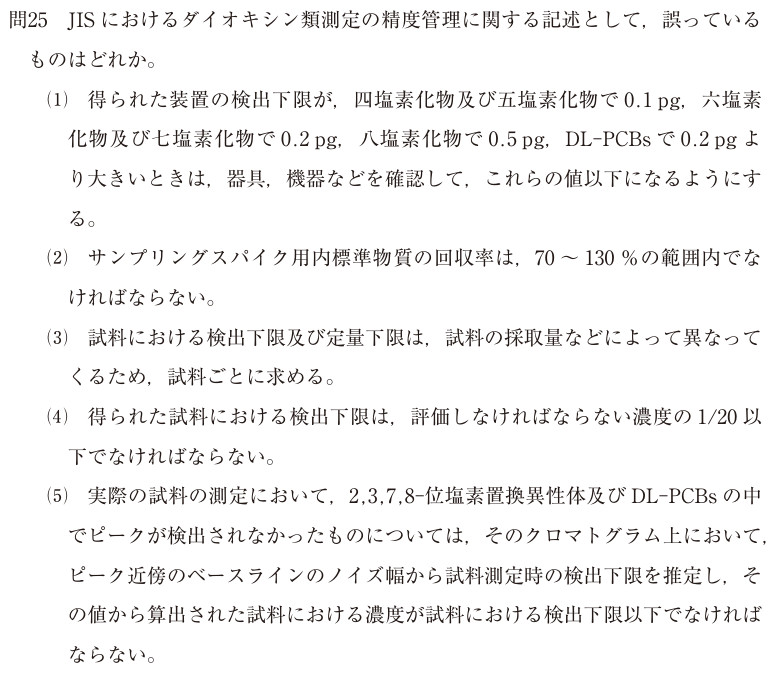 問25　JIS におけるダイオキシン類測定の精度管理に関する記述として，誤っている
ものはどれか。
⑴　得られた装置の検出下限が，四塩素化物及び五塩素化物で 0.1 pg，六塩素
化物及び七塩素化物で 0.2 pg，八塩素化物で 0.5 pg，DL-PCBs で 0.2 pg よ
り大きいときは，器具，機器などを確認して，これらの値以下になるようにす
る。
⑵　サンプリングスパイク用内標準物質の回収率は，70 ～ 130 ％の範囲内でな
ければならない。
⑶　試料における検出下限及び定量下限は，試料の採取量などによって異なって
くるため，試料ごとに求める。
⑷　得られた試料における検出下限は，評価しなければならない濃度の 1/20 以
下でなければならない。
⑸　実際の試料の測定において，2,3,7,8-位塩素置換異性体及び DL-PCBs の中
でピークが検出されなかったものについては，そのクロマトグラム上において，
ピーク近傍のベースラインのノイズ幅から試料測定時の検出下限を推定し，そ
の値から算出された試料における濃度が試料における検出下限以下でなければ
ならない。